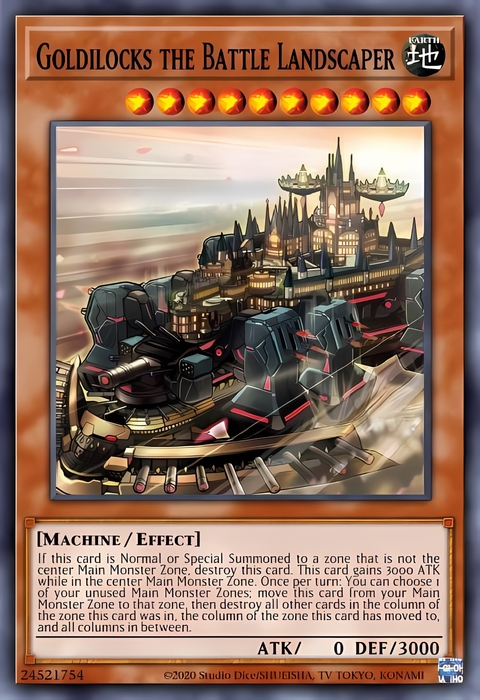 Goldilocks the Battle Landscaper
EARTH
地
[Machine / Effect]
If this card is Normal or Special Summoned to a zone that is not the
center Main Monster Zone, destroy this card. This card gains 3000 ATK
while in the center Main Monster Zone. Once per turn: You can choose 1
of your unused Main Monster Zones; move this card from your Main
Monster Zone to that zone, then destroy all other cards in the column of
the zone this card was in, the column of the zone this card has moved to,
and all columns in between.
ATK/ 0 DEF/3000
24521754
©2020 Studio Dice/SHUEISHA, TV TOKYO, KONAMI